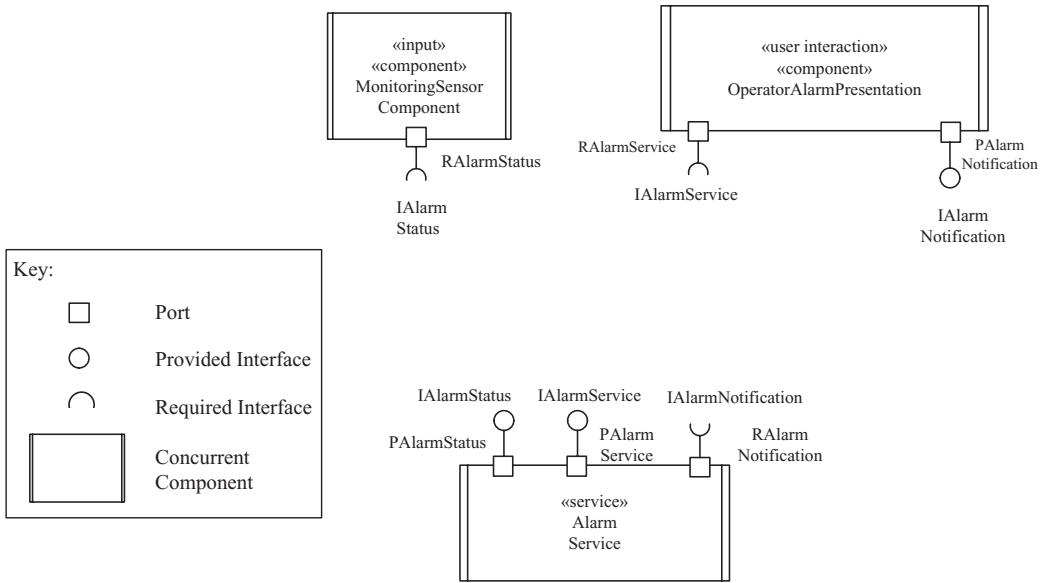 «input»
«component»
MonitoringSensor
Component
RAlarmStatus
IAlarm
Status
«user interaction»
«component»
OperatorAlarmPresentation
RAlarmService
IAlarmService
PAlarm
Notification
IAlarm
Notification
Key:
Port
Provided Interface
Required Interface
Concurrent
Component
IAlarmStatus
IAlarmService
IAlarmNotification
PAlarmStatus
PAlarm
Service
RAlarm
Notification
«service»
Alarm
Service